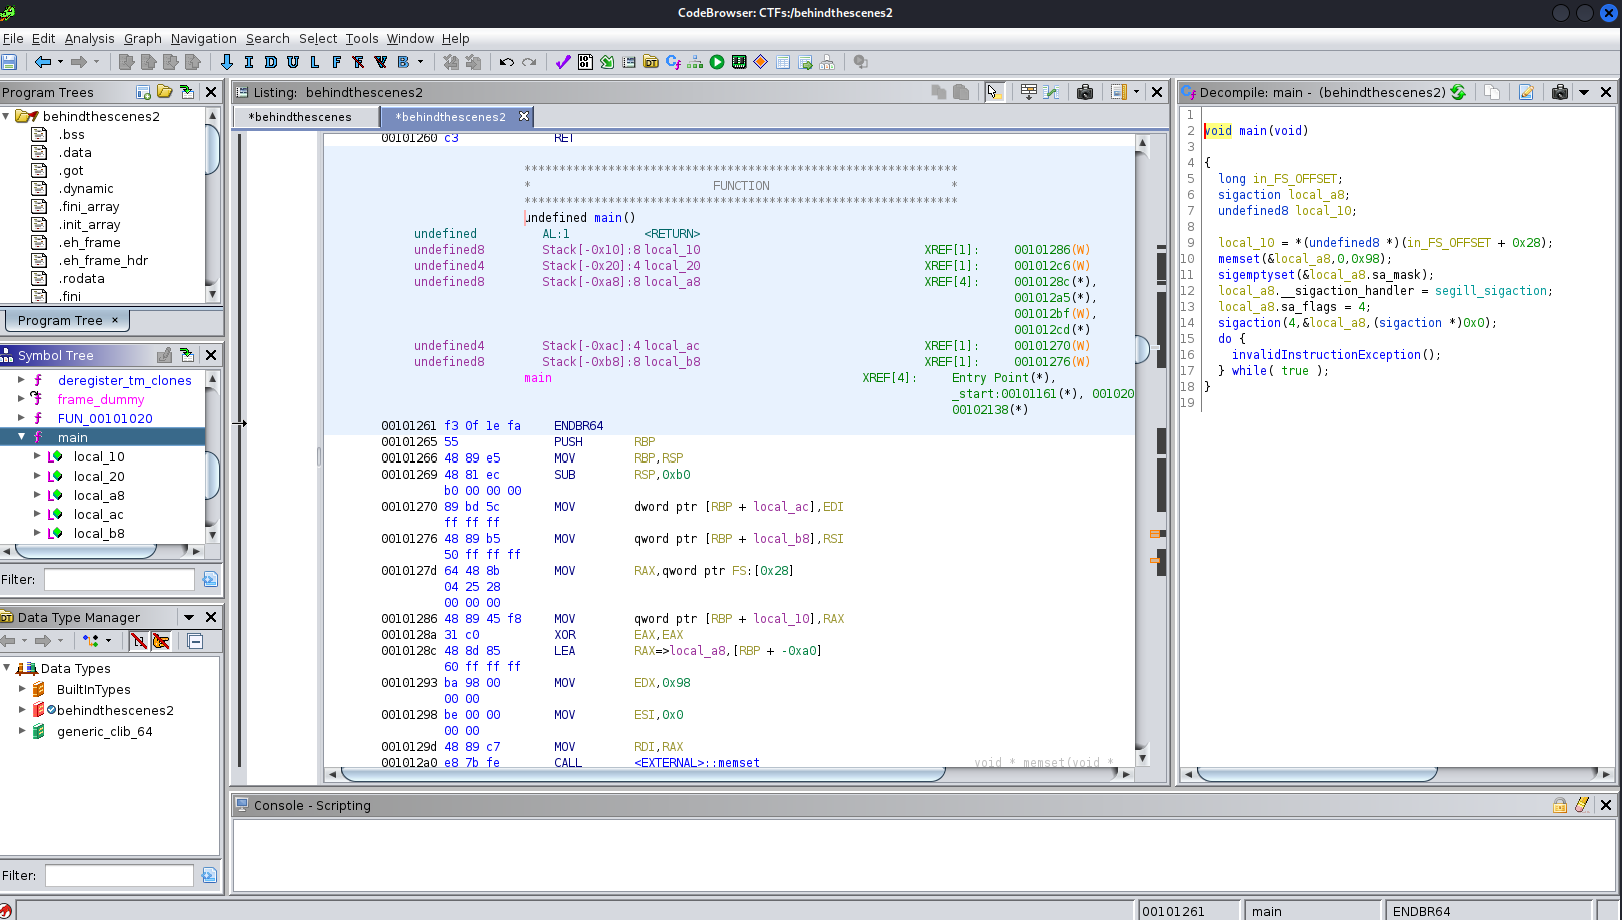 CodeBrowser: CTFs:/behindthescenes2
File Edit Analysis Graph Navigation Search Select Tools Window Help
I D U L F F V B
Program Trees
behindthescenes2
.bss
.data
.got
.dynamic
.fini_array
.init_array
.eh_frame
.eh_frame_hdr
.rodata
.fini
Program Tree ×
Symbol Tree
f deregister_tm_clones
f frame_dummy
f FUN_00101020
f main
L local_10
L local_20
L local_a8
L local_ac
L local_b8
Filter:
Data Type Manager
Data Types
BuiltInTypes
behindthescenes2
generic_clib_64
Filter:
Listing: behindthescenes2
*behindthescenes
*behindthescenes2
00101260 c3 RET
**************************************************************
* FUNCTION *
**************************************************************
undefined main()
undefined AL:1 <RETURN>
undefined8 Stack[-0x10]:8 local_10 XREF[1]: 00101286(W)
undefined4 Stack[-0x20]:4 local_20 XREF[1]: 001012c6(W)
undefined8 Stack[-0xa8]:8 local_a8 XREF[4]: 0010128c(*),
001012a5(*),
001012bf(W),
001012cd(*)
undefined4 Stack[-0xac]:4 local_ac XREF[1]: 00101270(W)
undefined8 Stack[-0xb8]:8 local_b8 XREF[1]: 00101276(W)
main XREF[4]: Entry Point(*),
_start:00101161(*), 001020
00102138(*)
00101261 f3 0f 1e fa ENDBR64
00101265 55 PUSH RBP
00101266 48 89 e5 MOV RBP,RSP
00101269 48 81 ec SUB RSP,0xb0
b0 00 00 00
00101270 89 bd 5c MOV dword ptr [RBP + local_ac],EDI
ff ff ff
00101276 48 89 b5 MOV qword ptr [RBP + local_b8],RSI
50 ff ff ff
0010127d 64 48 8b MOV RAX,qword ptr FS:[0x28]
04 25 28
00 00 00
00101286 48 89 45 f8 MOV qword ptr [RBP + local_10],RAX
0010128a 31 c0 XOR EAX,EAX
0010128c 48 8d 85 LEA RAX=>local_a8,[RBP + -0xa0]
60 ff ff ff
00101293 ba 98 00 MOV EDX,0x98
00 00
00101298 be 00 00 MOV ESI,0x0
00 00
0010129d 48 89 c7 MOV RDI,RAX
001012a0 e8 7b fe CALL <EXTERNAL>::memset void * memset(void *
Decompile: main - (behindthescenes2)
1
2 void main(void)
3
4 {
5 long in_FS_OFFSET;
6 sigaction local_a8;
7 undefined8 local_10;
8
9 local_10 = *(undefined8 *)(in_FS_OFFSET + 0x28);
10 memset(&local_a8,0,0x98);
11 sigemptyset(&local_a8.sa_mask);
12 local_a8.__sigaction_handler = segill_sigaction;
13 local_a8.sa_flags = 4;
14 sigaction(4,&local_a8,(sigaction *)0x0);
15 do {
16 invalidInstructionException();
17 } while( true );
18 }
19
Console - Scripting
00101261 main ENDBR64